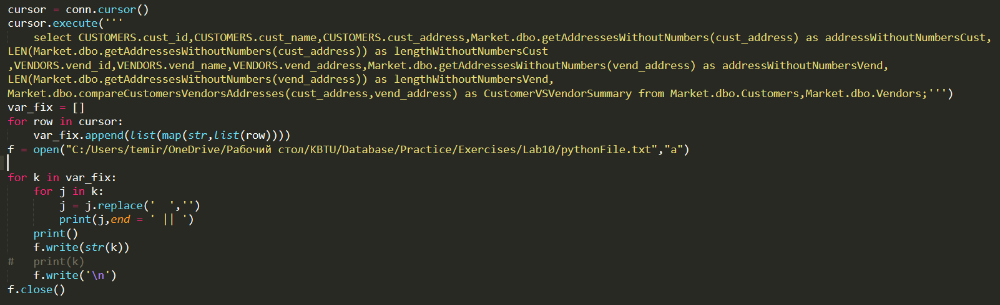 cursor = conn.cursor()
cursor.execute('''
    select CUSTOMERS.cust_id,CUSTOMERS.cust_name,CUSTOMERS.cust_address,Market.dbo.getAddressesWithoutNumbers(cust_address) as addressWithoutNumbersCust,
LEN(Market.dbo.getAddressesWithoutNumbers(cust_address)) as lengthWithoutNumbersCust
,VENDORS.vend_id,VENDORS.vend_name,VENDORS.vend_address,Market.dbo.getAddressesWithoutNumbers(vend_address) as addressWithoutNumbersVend,
LEN(Market.dbo.getAddressesWithoutNumbers(vend_address)) as lengthWithoutNumbersVend,
Market.dbo.compareCustomersVendorsAddresses(cust_address,vend_address) as CustomerVSVendorSummary from Market.dbo.Customers,Market.dbo.Vendors;''')
var_fix = []
for row in cursor:
    var_fix.append(list(map(str,list(row))))
f = open("C:/Users/temir/OneDrive/Рабочий стол/KBTU/Database/Practice/Exercises/Lab10/pythonFile.txt","a")

for k in var_fix:
    for j in k:
        j = j.replace('  ','')
        print(j,end = ' || ')
    print()
    f.write(str(k))
#   print(k)
    f.write('\n')
f.close()